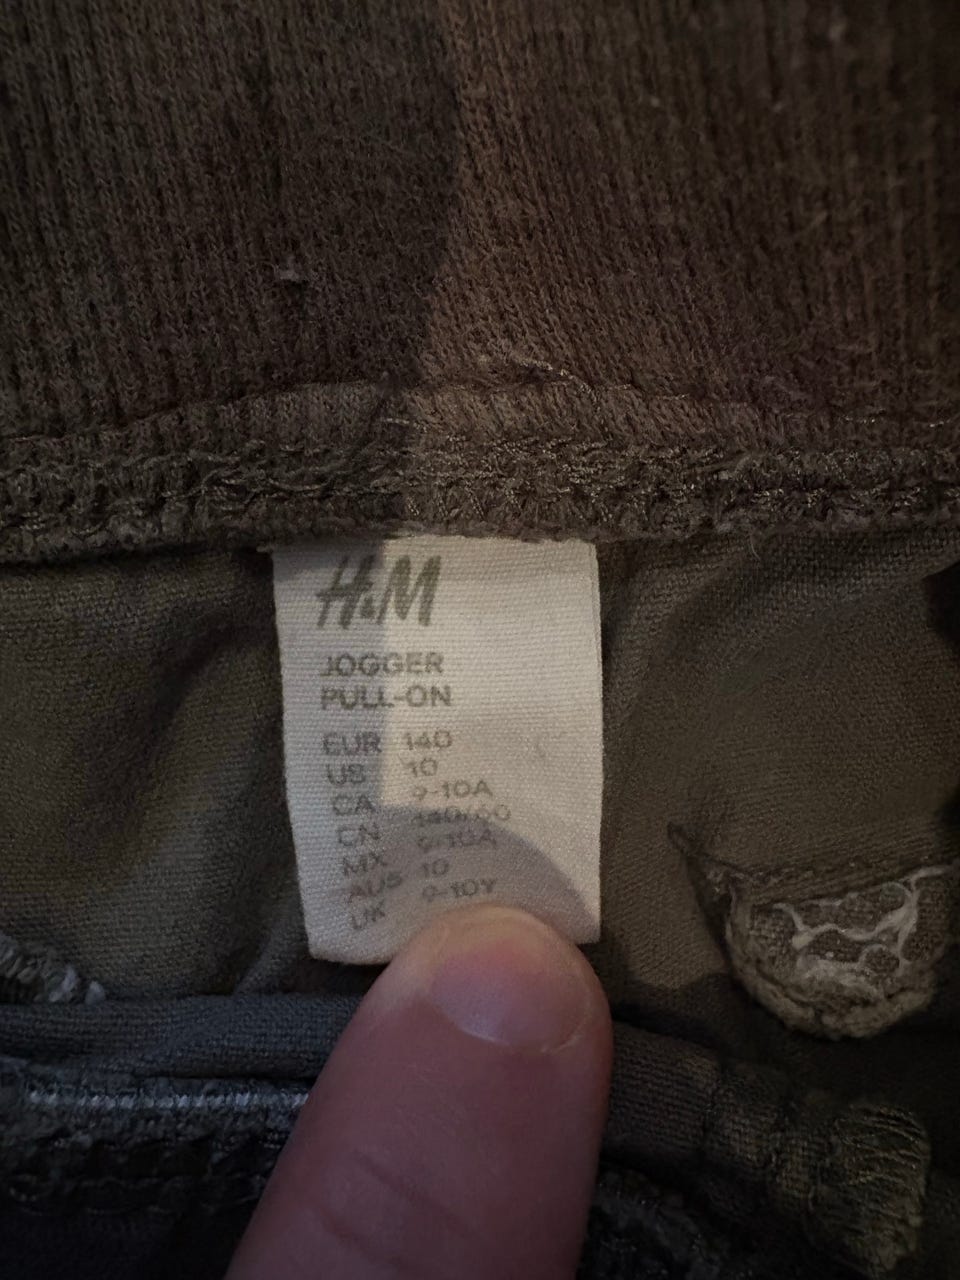 H&M
JOGGER
PULL-ON
EUR 140
US 10
CA 9-10A
CN 140/60
MX 9-10A
AUS 10
UK 9-10Y